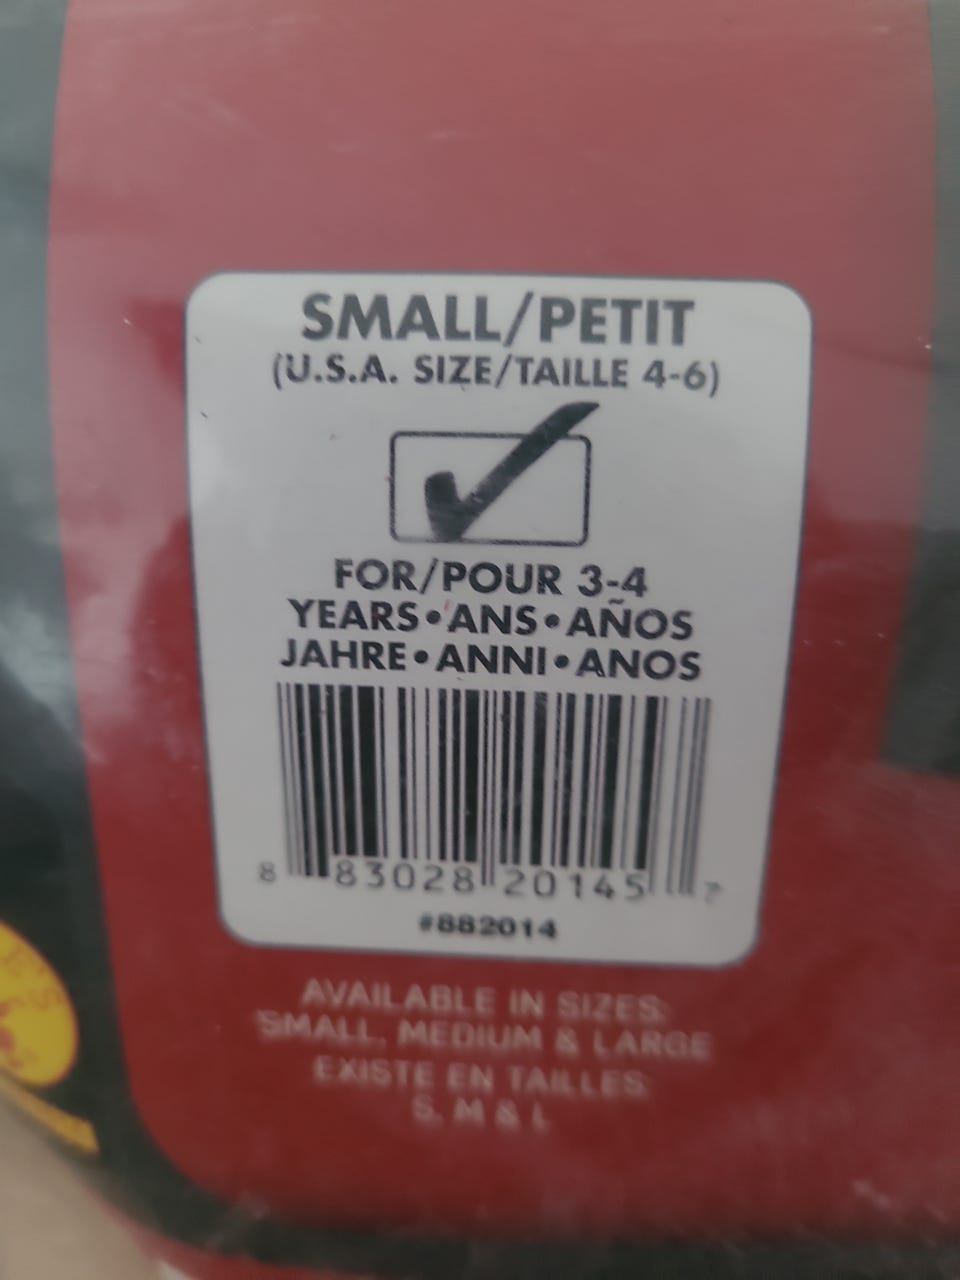 SMALL/PETIT
(U.S.A. SIZE/TAILLE 4-6)
FOR/POUR 3-4
YEARS•ANS•AÑOS
JAHRE•ANNI•ANOS
8 83028 20145 7
#882014
AVAILABLE IN SIZES:
SMALL, MEDIUM & LARGE
EXISTE EN TAILLES:
S, M & L